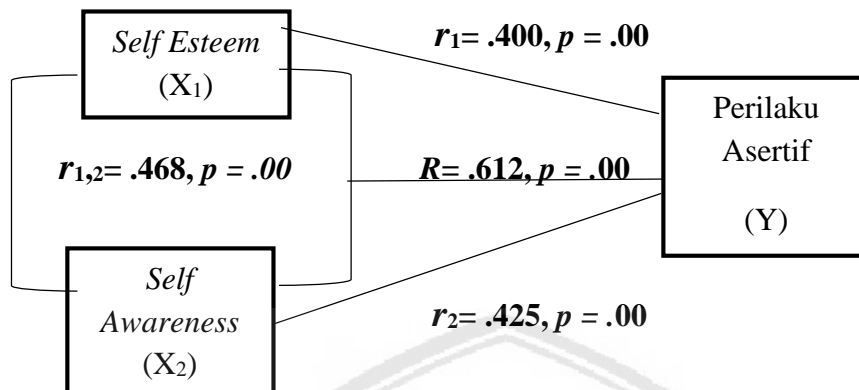 Self Esteem
(X₁)
r₁= .400, p = .00
Perilaku
Asertif
(Y)
r₁,₂= .468, p = .00
R= .612, p = .00
Self
Awareness
(X₂)
r₂= .425, p = .00